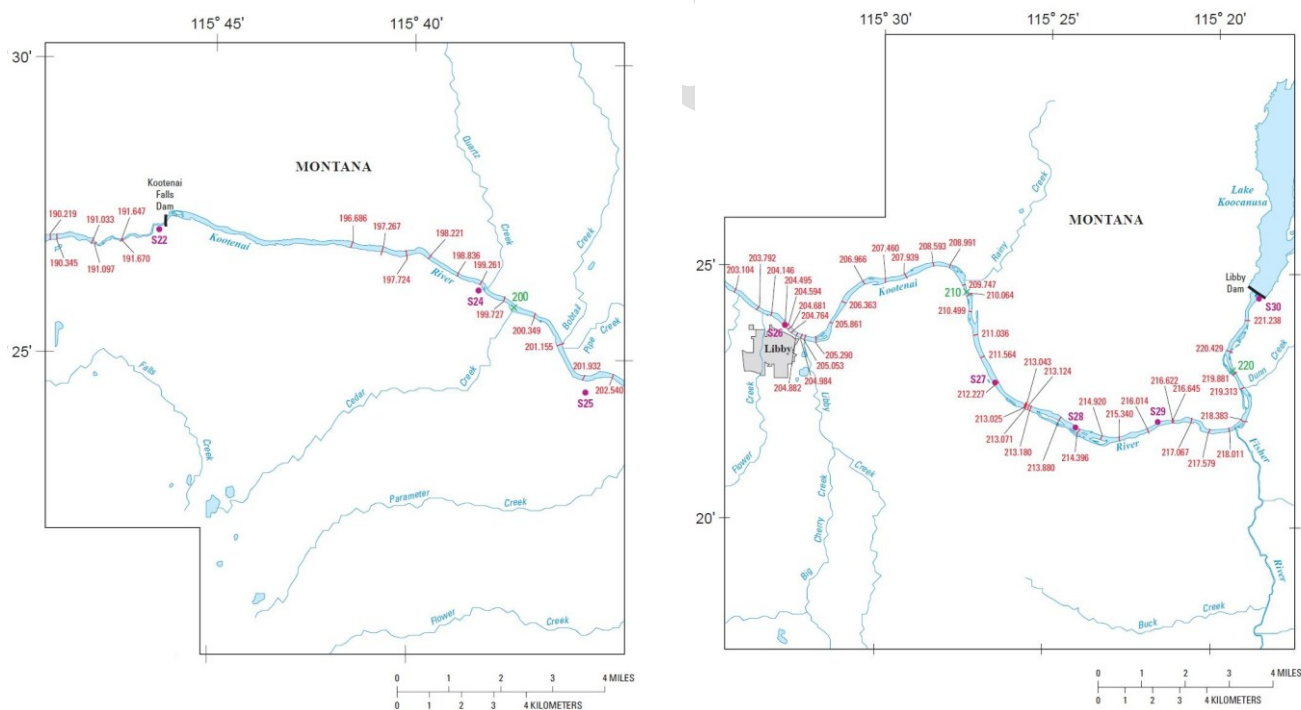 115° 45'
115° 40'
30'
MONTANA
Kootenai
Falls
Dam
Quartz
Creek
190.219
191.033
191.647
190.345
191.097
191.670
S22
Kootenai
River
196.686
197.267
197.724
198.221
198.836
199.261
S24
199.727
200
200.349
201.155
201.932
202.540
S25
Creek
Bobtail
Pipe
Creek
25'
Falls
Creek
Cedar
Creek
Parameter
Creek
Flower
Creek
0 1 2 3 4 MILES
0 1 2 3 4 KILOMETERS
115° 30'
115° 25'
115° 20'
25'
MONTANA
Lake
Koocanusa
Libby
Dam
S30
221.238
220.429
220
219.881
219.313
Dunn
Creek
218.383
Fisher
River
203.104
203.792
204.146
204.495
204.594
204.681
204.764
S26
Libby
204.882
204.984
205.053
205.290
205.861
206.363
206.966
207.460
207.939
208.593
208.991
Kootenai
Rainy
Creek
209.747
210
210.064
210.499
211.036
211.564
S27
212.227
213.043
213.124
213.025
213.071
213.180
213.880
S28
214.396
214.920
215.340
216.014
S29
216.622
216.645
217.067
217.579
218.011
River
Flower
Creek
Libby
Creek
Creek
Cherry
Big
20'
Buck
Creek
0 1 2 3 4 MILES
0 1 2 3 4 KILOMETERS